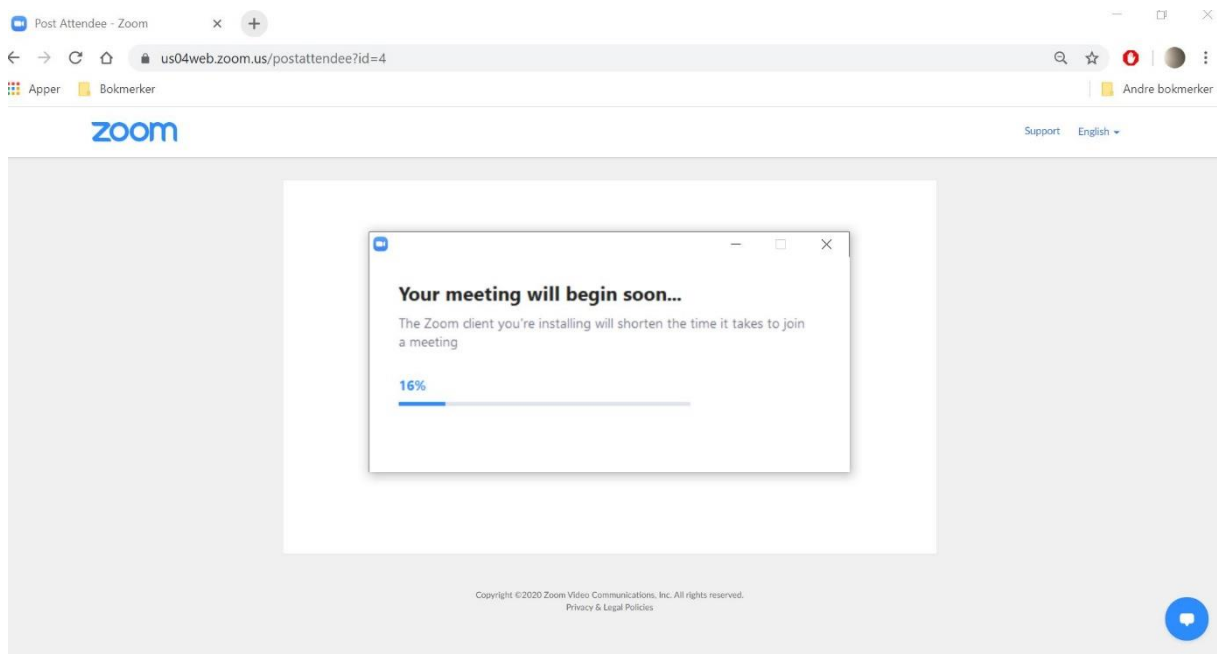 Post Attendee - Zoom
us04web.zoom.us/postattendee?id=4
Apper Bokmerker Andre bokmerker
zoom Support English
Your meeting will begin soon...
The Zoom client you're installing will shorten the time it takes to join
a meeting
16%
Copyright ©2020 Zoom Video Communications, Inc. All rights reserved.
Privacy & Legal Policies